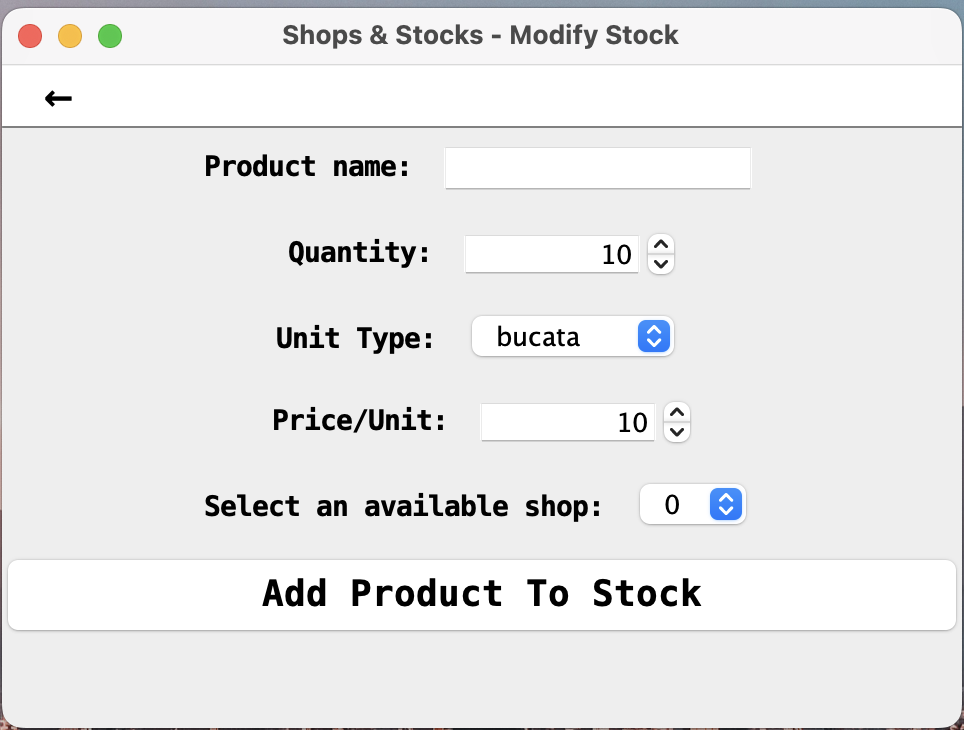 Shops & Stocks - Modify Stock
←
Product name:
Quantity: 10
Unit Type: bucata
Price/Unit: 10
Select an available shop: 0
Add Product To Stock